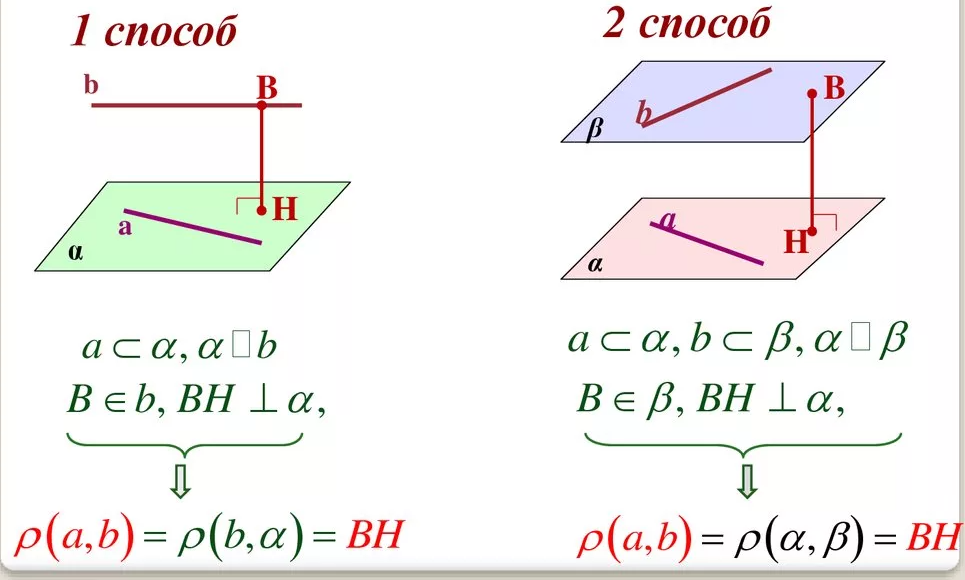 1 способ
2 способ
b
B
H
a
α
b
B
β
a
H
α
a ⊂ α, α □ b
B ∈ b, BH ⊥ α,
a ⊂ α, b ⊂ β, α □ β
B ∈ β, BH ⊥ α,
ρ(a,b) = ρ(b,α) = BH
ρ(a,b) = ρ(α,β) = BH